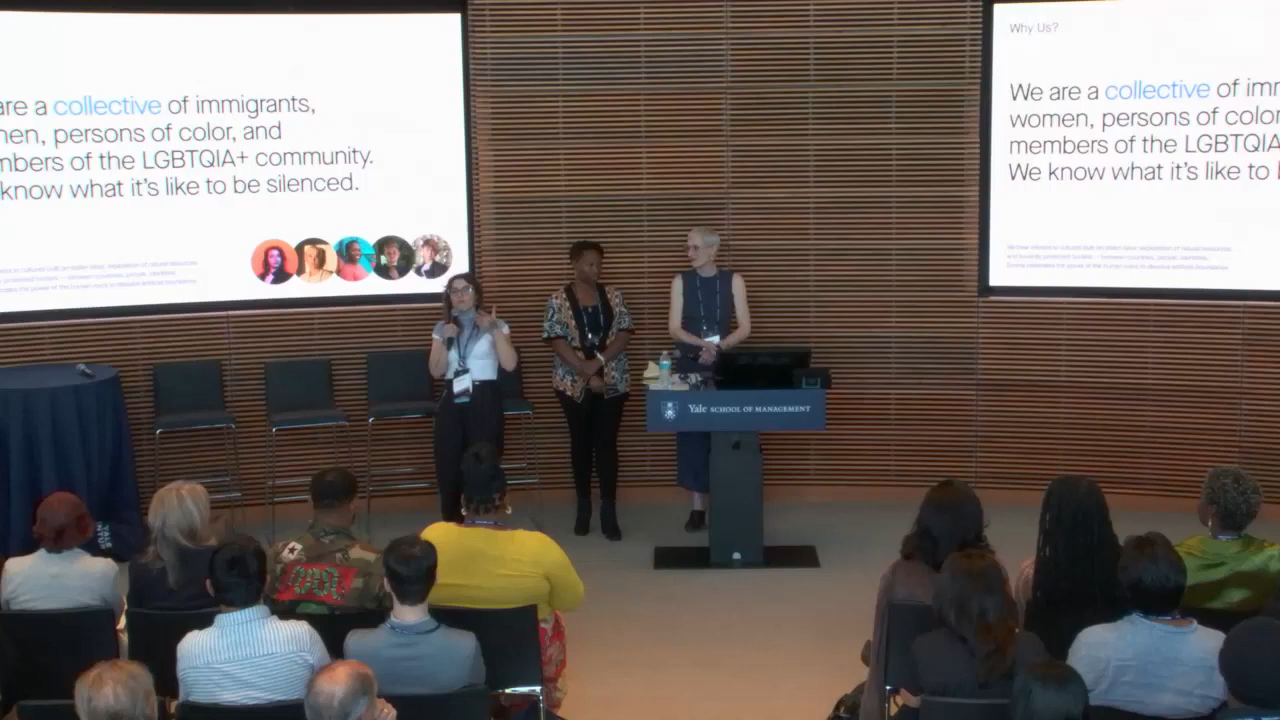 are a collective of immigrants,
men, persons of color, and
mbers of the LGBTQIA+ community.
know what it's like to be silenced.
Why Us?
We are a collective of imm
women, persons of color
members of the LGBTQIA
We know what it's like to
Yale SCHOOL OF MANAGEMENT